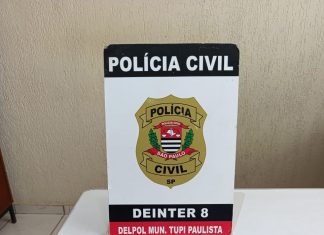 POLÍCIA CIVIL
POLÍCIA
SÃO PAULO
CIVIL
SP
DEINTER 8
DELPOL MUN. TUPI PAULISTA